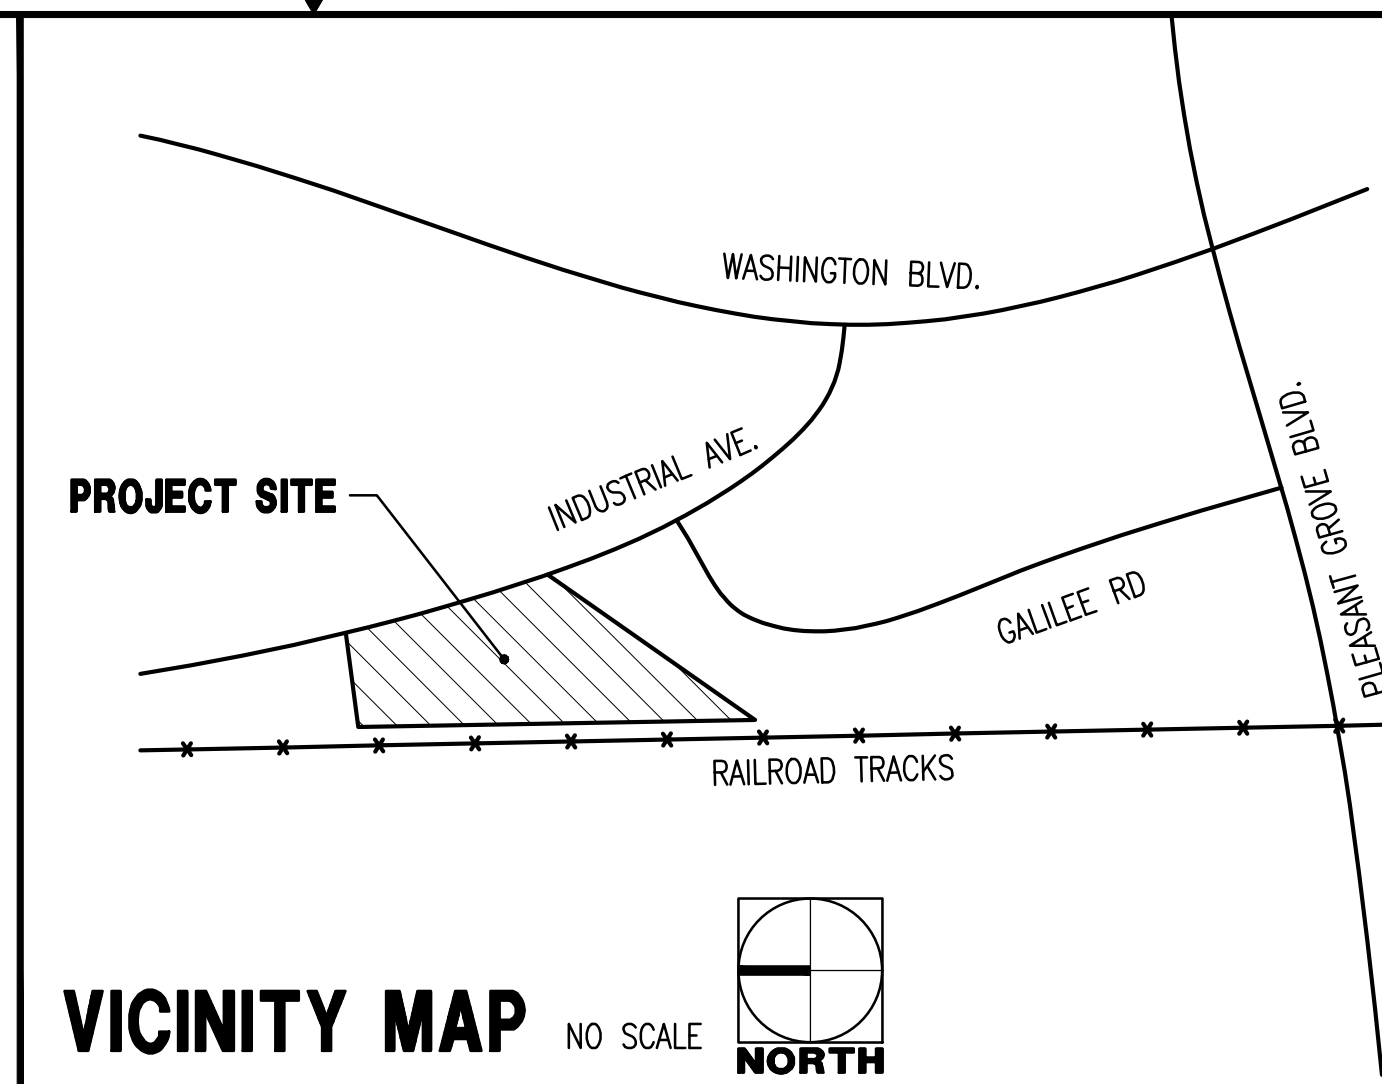 WASHINGTON BLVD.
PLEASANT GROVE BLVD.
INDUSTRIAL AVE.
PROJECT SITE
GALILEE RD
RAILROAD TRACKS
VICINITY MAP
NO SCALE
NORTH